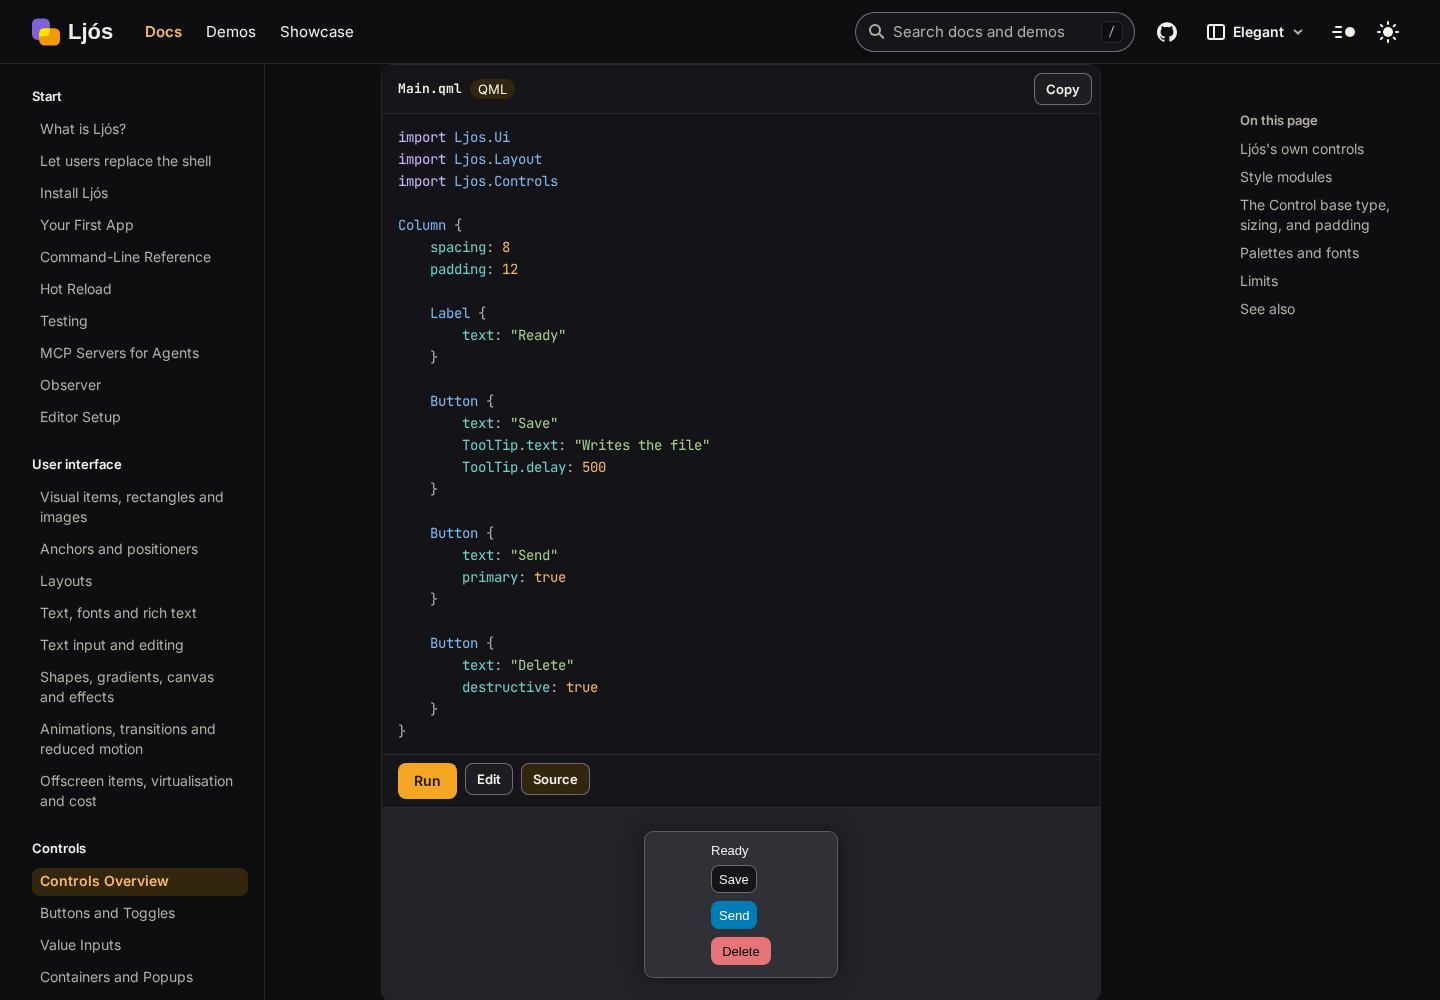 Ljós
Docs
Demos
Showcase
Search docs and demos
/
Elegant
Start
What is Ljós?
Let users replace the shell
Install Ljós
Your First App
Command-Line Reference
Hot Reload
Testing
MCP Servers for Agents
Observer
Editor Setup
User interface
Visual items, rectangles and
images
Anchors and positioners
Layouts
Text, fonts and rich text
Text input and editing
Shapes, gradients, canvas
and effects
Animations, transitions and
reduced motion
Offscreen items, virtualisation
and cost
Controls
Controls Overview
Buttons and Toggles
Value Inputs
Containers and Popups
Main.qml QML
Copy
import Ljos.Ui
import Ljos.Layout
import Ljos.Controls
Column {
    spacing: 8
    padding: 12
    Label {
        text: "Ready"
    }
    Button {
        text: "Save"
        ToolTip.text: "Writes the file"
        ToolTip.delay: 500
    }
    Button {
        text: "Send"
        primary: true
    }
    Button {
        text: "Delete"
        destructive: true
    }
}
Run
Edit
Source
Ready
Save
Send
Delete
On this page
Ljós's own controls
Style modules
The Control base type,
sizing, and padding
Palettes and fonts
Limits
See also